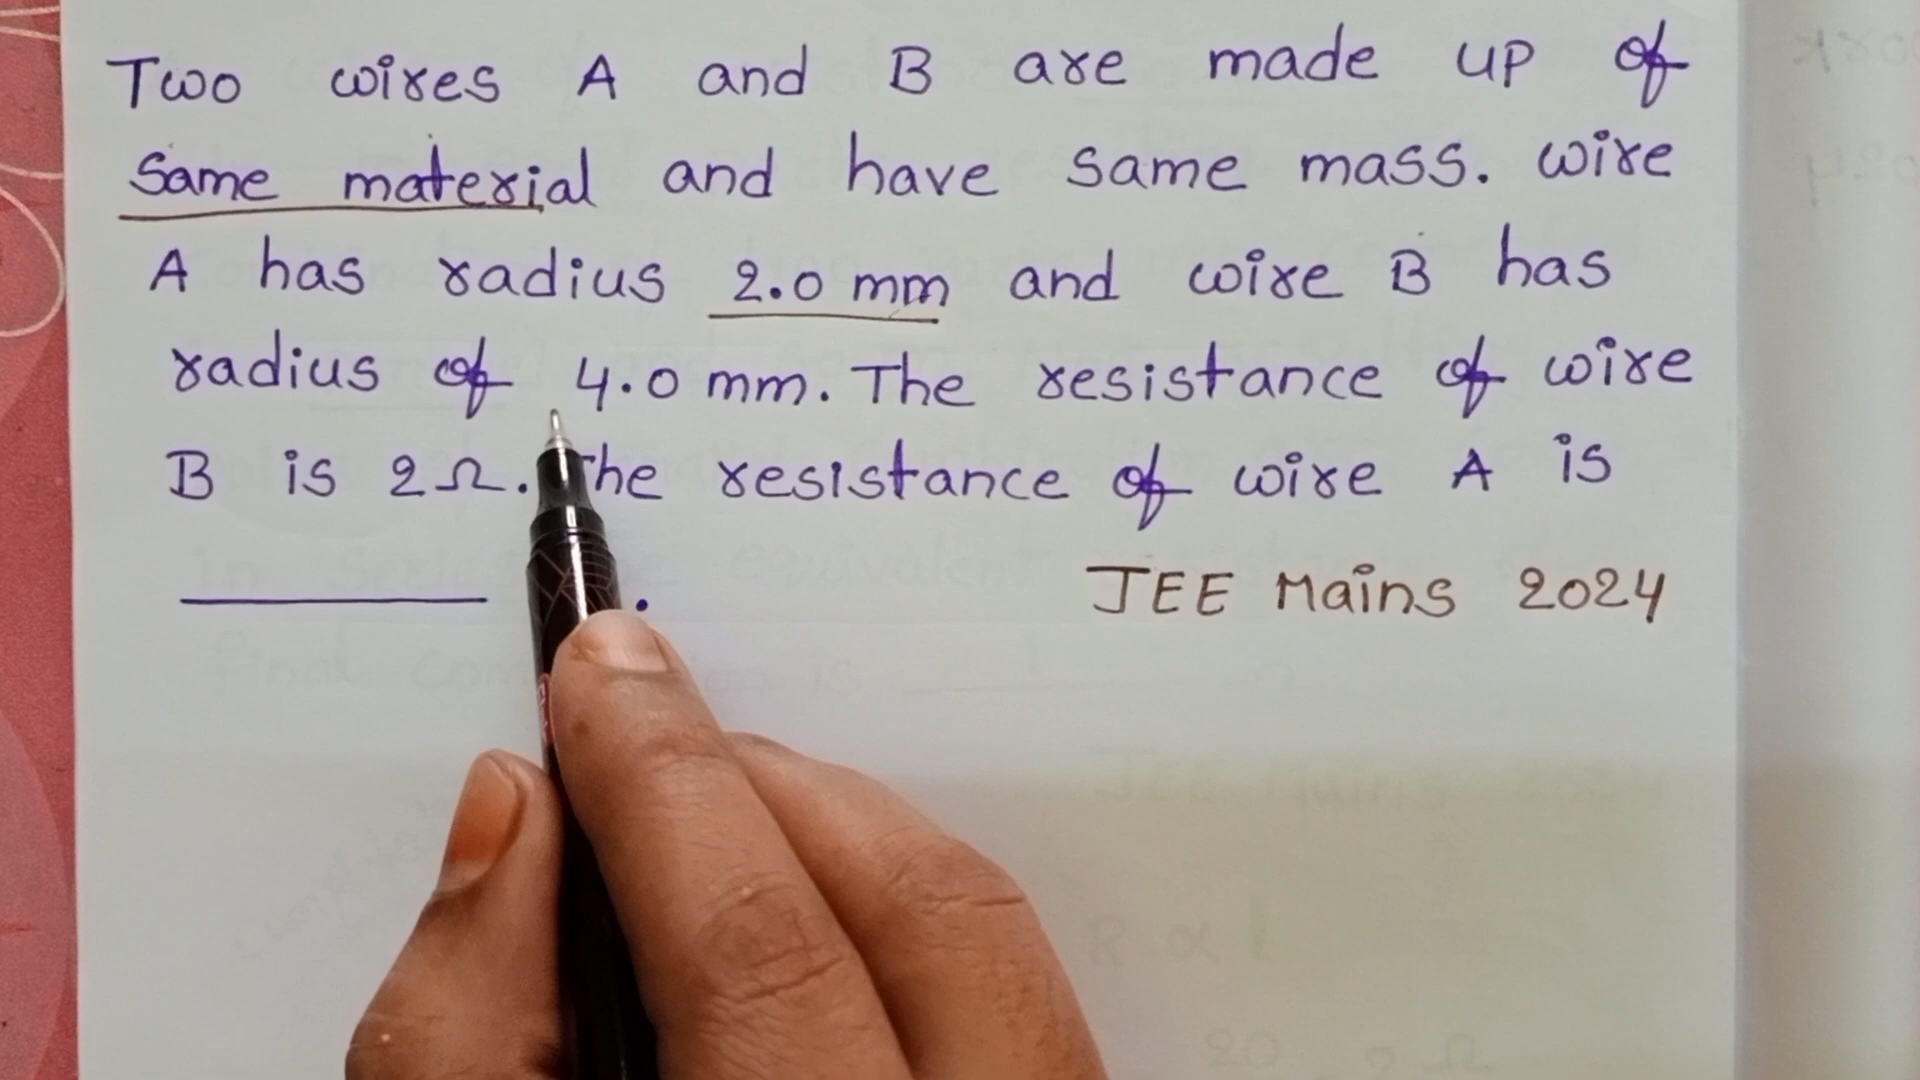 Two wires A and B are made up of
Same material and have same mass. wire
A has radius 2.0 mm and wire B has
radius of 4.0 mm. The resistance of wire
B is 2Ω. The resistance of wire A is
.
JEE Mains 2024